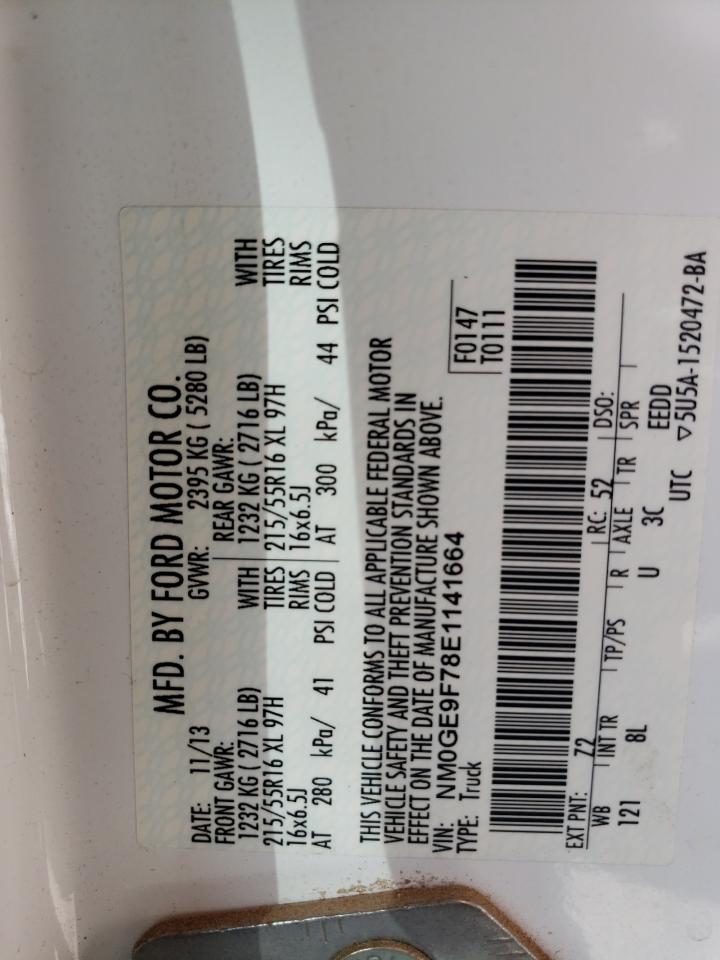 MFD. BY FORD MOTOR CO.
DATE: 11/13 GVWR: 2395 KG ( 5280 LB)
FRONT GAWR: REAR GAWR:
1232 KG ( 2716 LB) WITH 1232 KG ( 2716 LB) WITH
215/55R16 XL 97H TIRES 215/55R16 XL 97H TIRES
16x6.5J RIMS 16x6.5J RIMS
AT 280 kPa/ 41 PSI COLD AT 300 kPa/ 44 PSI COLD
THIS VEHICLE CONFORMS TO ALL APPLICABLE FEDERAL MOTOR
VEHICLE SAFETY AND THEFT PREVENTION STANDARDS IN
EFFECT ON THE DATE OF MANUFACTURE SHOWN ABOVE.
VIN: NM0GE9F78E1141664 F0147
TYPE: Truck T0111
EXT PNT: Z2 RC: 52 DSO:
WB INT TR TP/PS R AXLE TR SPR
121 8L U 3C EEDD
UTC ▽5U5A-1520472-BA